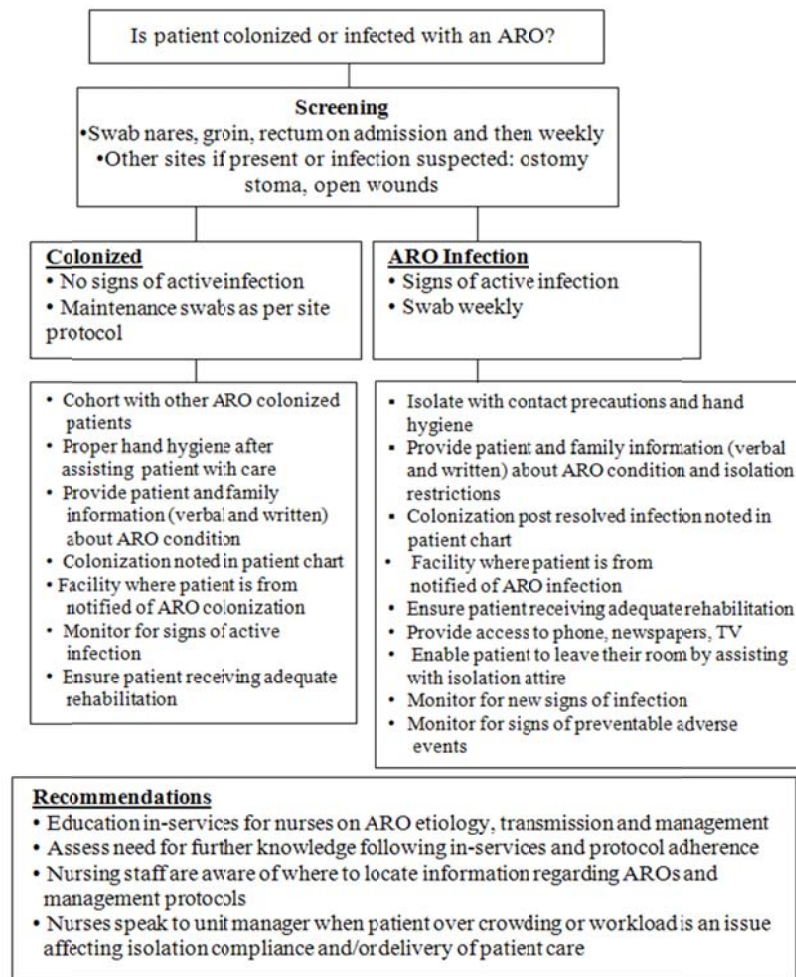 Is patient colonized or infected with an ARO?
Screening
•Swab nares, groin, rectum on admission and then weekly
•Other sites if present or infection suspected: ostomy
stoma, open wounds
Colonized
• No signs of active infection
• Maintenance swabs as per site
protocol
ARO Infection
• Signs of active infection
• Swab weekly
• Cohort with other ARO colonized
patients
• Proper hand hygiene after
assisting patient with care
• Provide patient and family
information (verbal and written)
about ARO condition
• Colonization noted in patient chart
• Facility where patient is from
notified of ARO colonization
• Monitor for signs of active
infection
• Ensure patient receiving adequate
rehabilitation
▪ Isolate with contact precautions and hand
hygiene
▪ Provide patient and family information (verbal
and written) about ARO condition and isolation
restrictions
▪ Colonization post resolved infection noted in
patient chart
• Facility where patient is from
notified of ARO infection
• Ensure patient receiving adequate rehabilitation
• Provide access to phone, newspapers, TV
• Enable patient to leave their room by assisting
with isolation attire
• Monitor for new signs of infection
• Monitor for signs of preventable adverse
events
Recommendations
• Education in-services for nurses on ARO etiology, transmission and management
• Assess need for further knowledge following in-services and protocol adherence
• Nursing staff are aware of where to locate information regarding AROs and
management protocols
• Nurses speak to unit manager when patient over crowding or workload is an issue
affecting isolation compliance and/or delivery of patient care